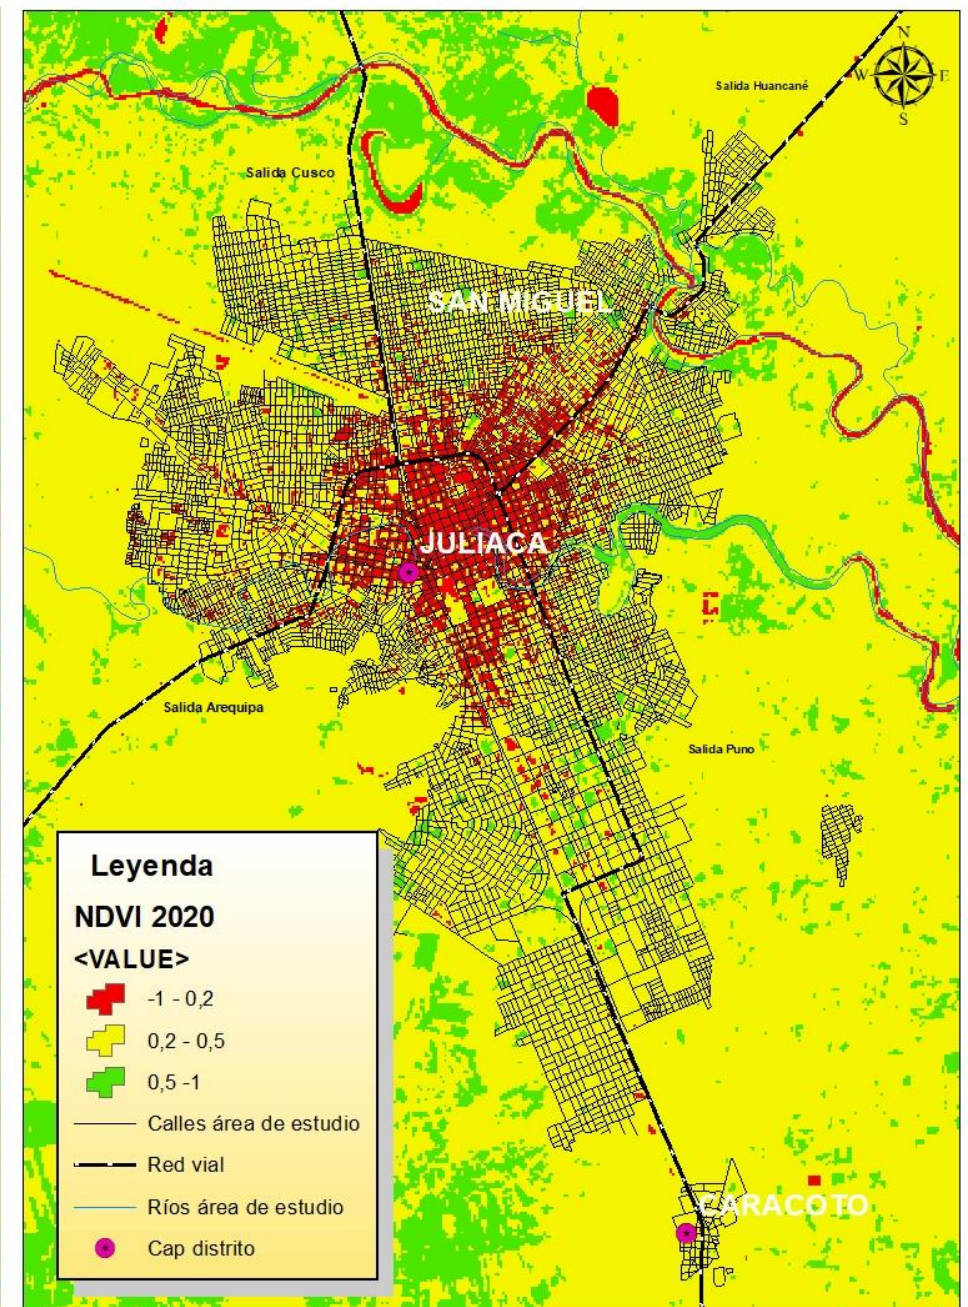 N
W
E
S
Salida Huancané
Salida Cusco
SAN MIGUEL
JULIACA
Salida Arequipa
Salida Puno
CARACOTO
Leyenda
NDVI 2020
<VALUE>
-1 - 0,2
0,2 - 0,5
0,5 -1
Calles área de estudio
Red vial
Ríos área de estudio
Cap distrito